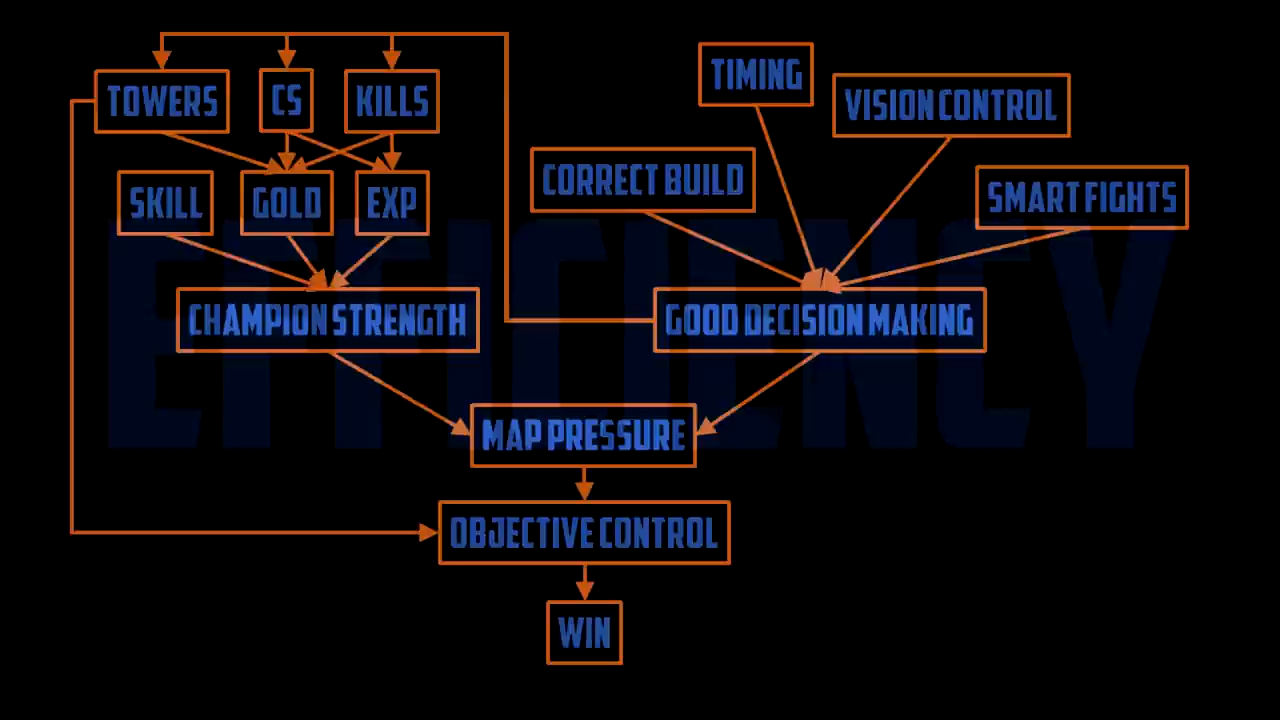 TIMING
TOWERS
CS
KILLS
VISION CONTROL
CORRECT BUILD
SKILL
GOLD
EXP
SMART FIGHTS
EFFICIENCY
CHAMPION STRENGTH
GOOD DECISION MAKING
MAP PRESSURE
OBJECTIVE CONTROL
WIN